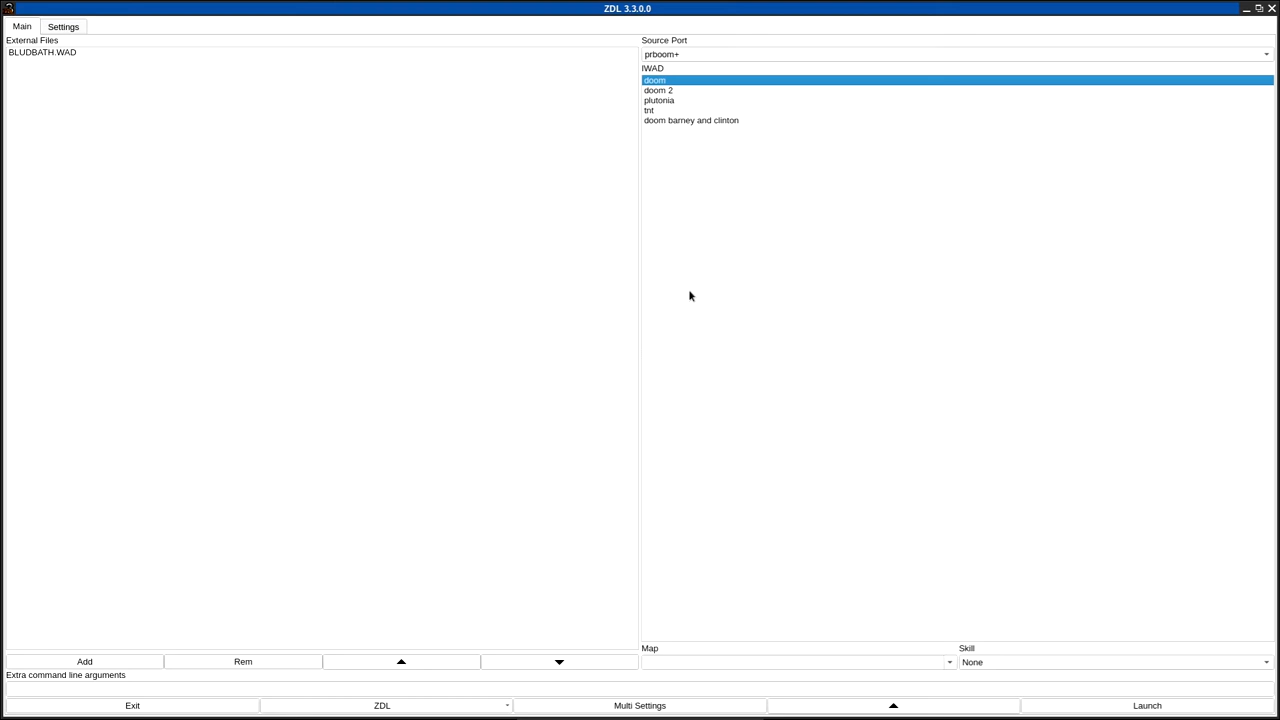 ZDL 3.3.0.0
Main
Settings
External Files
BLUDBATH.WAD
Source Port
prboom+
IWAD
doom
doom 2
plutonia
tnt
doom barney and clinton
Add
Rem
Map
Skill
None
Extra command line arguments
Exit
ZDL
Multi Settings
Launch